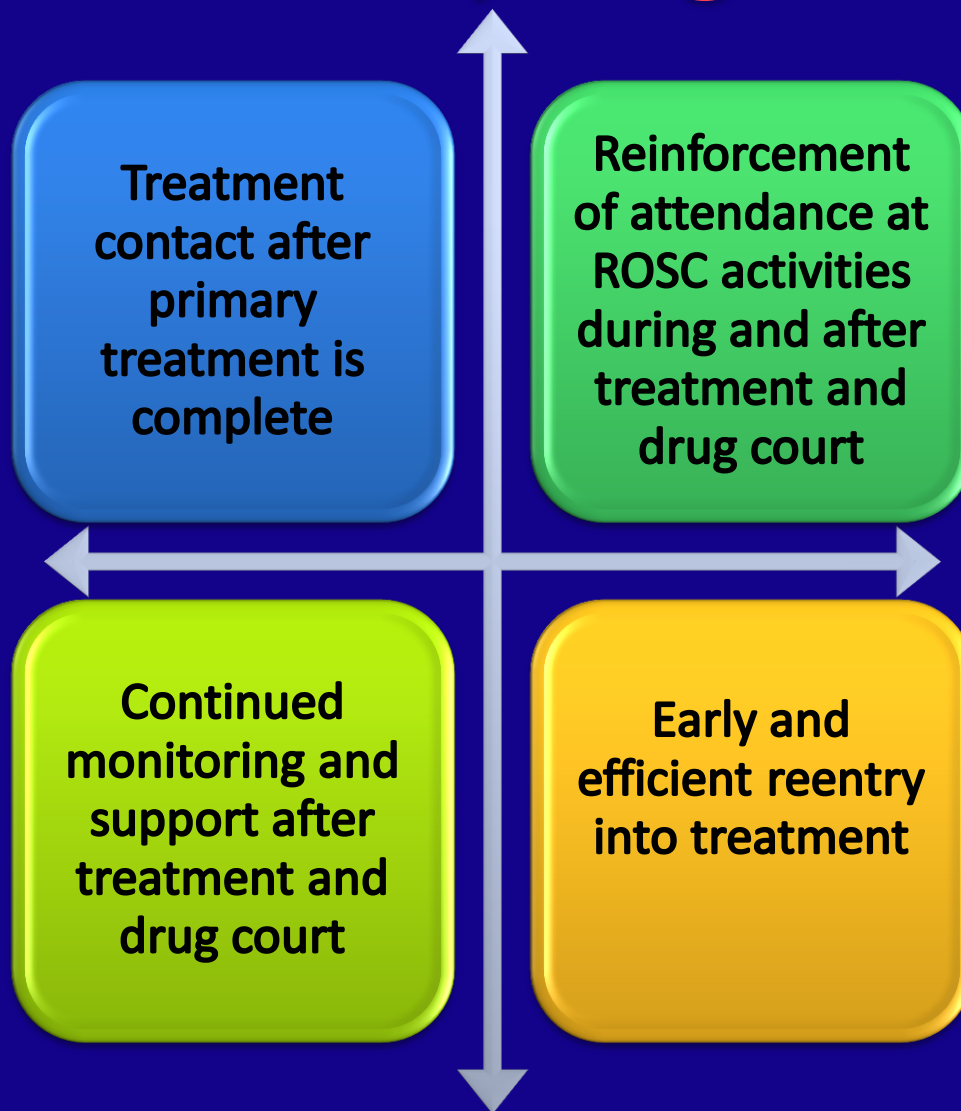 Treatment
contact after
primary
treatment is
complete
Reinforcement
of attendance at
ROSC activities
during and after
treatment and
drug court
Continued
monitoring and
support after
treatment and
drug court
Early and
efficient reentry
into treatment